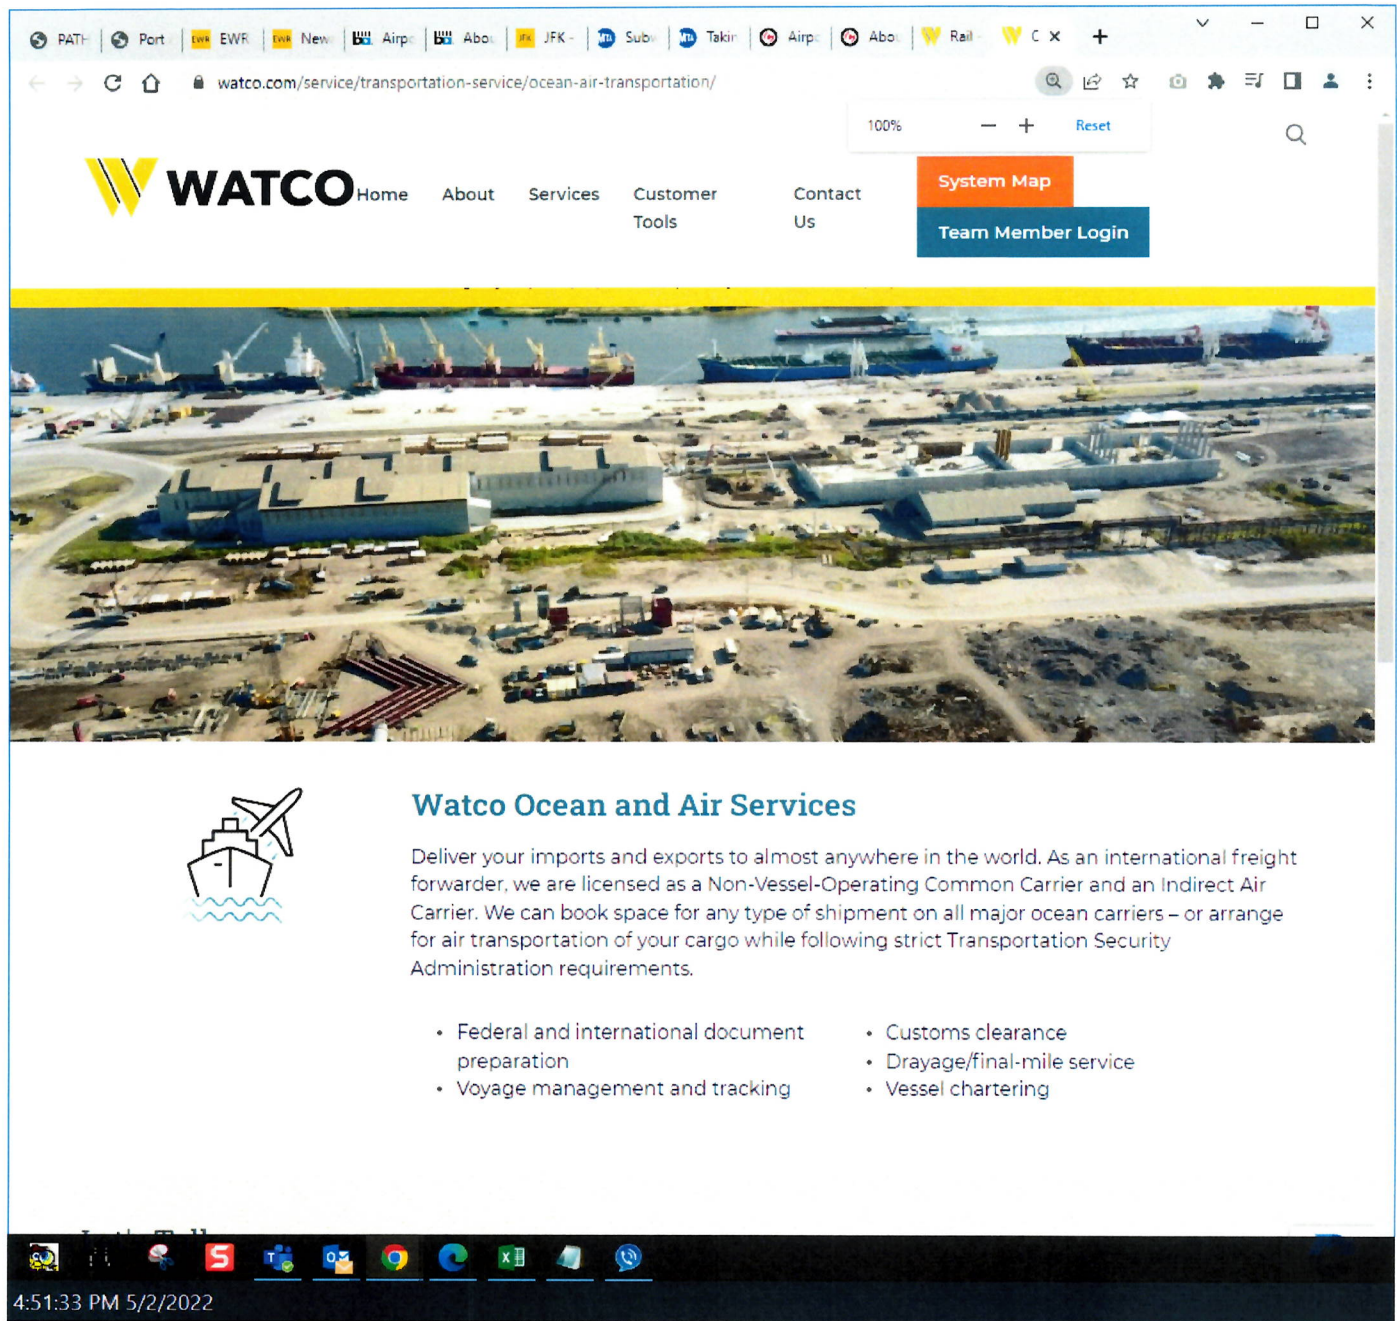 PATH
Port
EWR EWR
EWR New
Airp
Abo
JFK JFK -
MTA Sub
MTA Takin
Airp
Abo
Rail -
C
watco.com/service/transportation-service/ocean-air-transportation/
100% Reset
WATCO
Home About Services Customer Tools Contact Us
System Map
Team Member Login
Watco Ocean and Air Services
Deliver your imports and exports to almost anywhere in the world. As an international freight
forwarder, we are licensed as a Non-Vessel-Operating Common Carrier and an Indirect Air
Carrier. We can book space for any type of shipment on all major ocean carriers – or arrange
for air transportation of your cargo while following strict Transportation Security
Administration requirements.
• Federal and international document
preparation
• Voyage management and tracking
• Customs clearance
• Drayage/final-mile service
• Vessel chartering
4:51:33 PM 5/2/2022